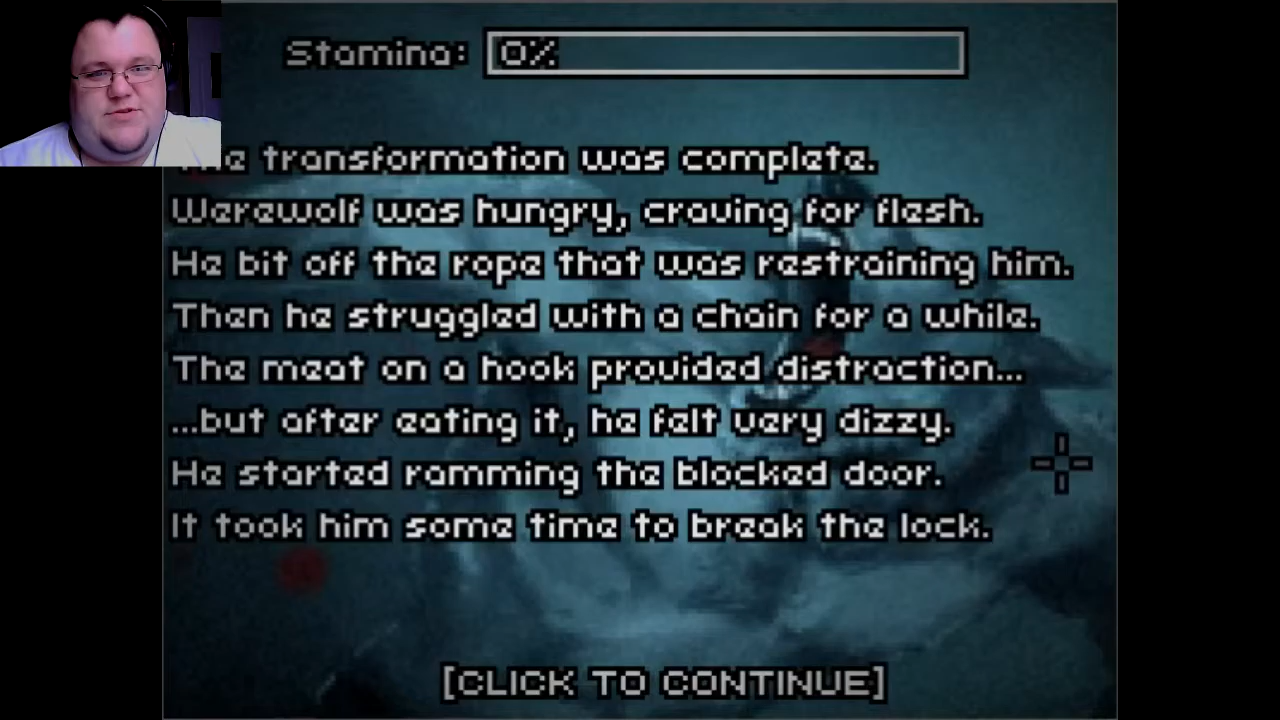 Stamina: 0%
The transformation was complete.
Werewolf was hungry, craving for flesh.
He bit off the rope that was restraining him.
Then he struggled with a chain for a while.
The meat on a hook provided distraction...
...but after eating it, he felt very dizzy.
He started ramming the blocked door.
It took him some time to break the lock.
[CLICK TO CONTINUE]